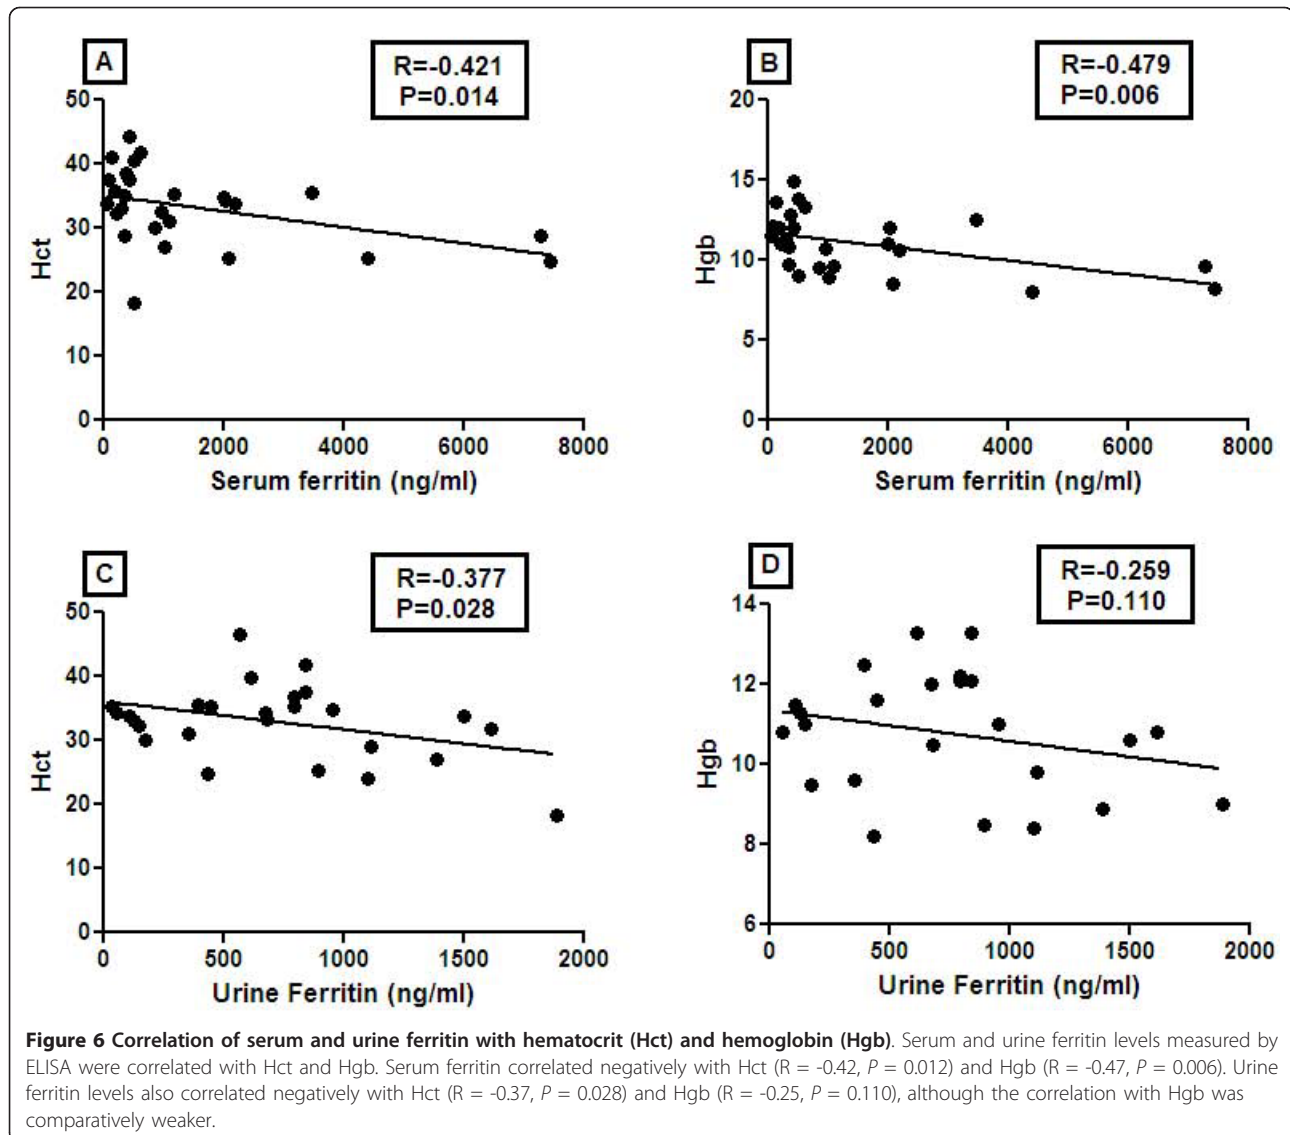 A
R=-0.421
P=0.014
50
40
30
20
10
0
Hct
0 2000 4000 6000 8000
Serum ferritin (ng/ml)
B
R=-0.479
P=0.006
20
15
10
5
0
Hgb
0 2000 4000 6000 8000
Serum ferritin (ng/ml)
C
R=-0.377
P=0.028
50
40
30
20
10
0
Hct
0 500 1000 1500 2000
Urine Ferritin (ng/ml)
D
R=-0.259
P=0.110
14
12
10
8
6
Hgb
0 500 1000 1500 2000
Urine Ferritin (ng/ml)
Figure 6 Correlation of serum and urine ferritin with hematocrit (Hct) and hemoglobin (Hgb). Serum and urine ferritin levels measured by
ELISA were correlated with Hct and Hgb. Serum ferritin correlated negatively with Hct (R = -0.42, P = 0.012) and Hgb (R = -0.47, P = 0.006). Urine
ferritin levels also correlated negatively with Hct (R = -0.37, P = 0.028) and Hgb (R = -0.25, P = 0.110), although the correlation with Hgb was
comparatively weaker.